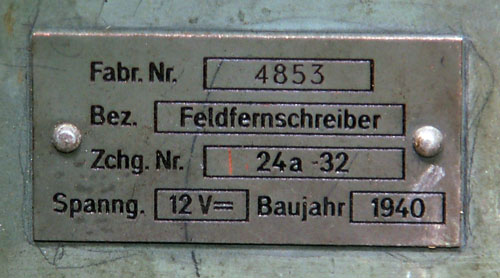 Fabr. Nr. 4853
Bez. Feldfernschreiber
Zchg. Nr. 24a -32
Spanng. 12 V= Baujahr 1940